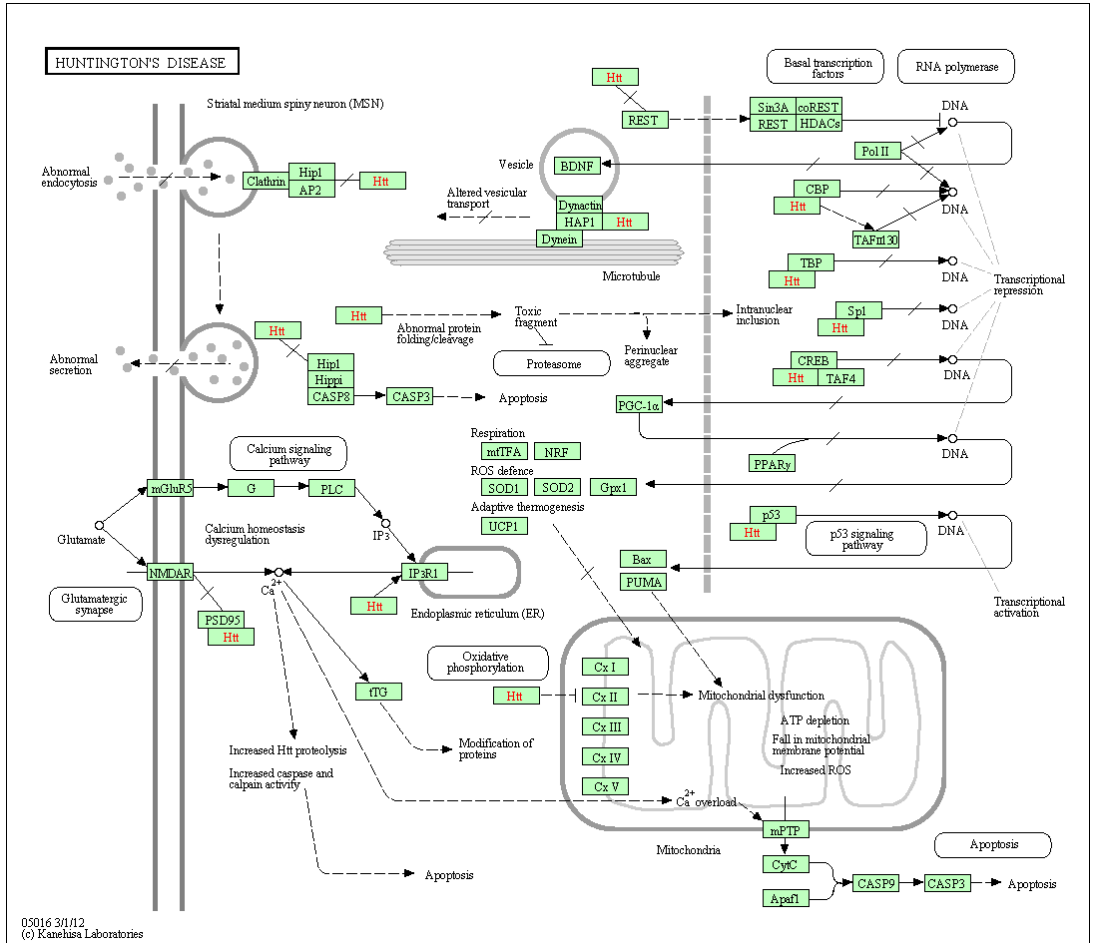 HUNTINGTON'S DISEASE
Striatal medium spiny neuron (MSN)
Abnormal
endocytosis
Clathrin
Hip1
AP2
Htt
Htt
REST
Vesicle
BDNF
Altered vesicular
transport
Dynactin
HAP1
Htt
Dynein
Microtubule
Basal transcription
factors
RNA polymerase
Sin3A
coREST
REST
HDACs
DNA
Pol II
CBP
Htt
DNA
TAFII130
TBP
Htt
DNA
Transcriptional
repression
Sp1
Htt
DNA
CREB
Htt
TAF4
DNA
Abnormal
secretion
Htt
Hip1
Hippi
CASP8
CASP3
Apoptosis
Htt
Abnormal protein
folding/cleavage
Toxic
fragment
Proteasome
Perinuclear
aggregate
Intranuclear
inclusion
PGC-1α
PPARγ
DNA
Respiration
mtTFA
NRF
ROS defence
SOD1
SOD2
Gpx1
Adaptive thermogenesis
UCP1
p53
Htt
DNA
p53 signaling
pathway
Bax
PUMA
Transcriptional
activation
Calcium signaling
pathway
mGluR5
G
PLC
IP3
Glutamate
Calcium homeostasis
dysregulation
NMDAR
Ca2+
IP3R1
Htt
Endoplasmic reticulum (ER)
Glutamatergic
synapse
PSD95
Htt
tTG
Increased Htt proteolysis
Increased caspase and
calpain activity
Modification of
proteins
Apoptosis
Oxidative
phosphorylation
Htt
Cx I
Cx II
Cx III
Cx IV
Cx V
Mitochondrial dysfunction
ATP depletion
Fall in mitochondrial
membrane potential
Increased ROS
Ca2+ overload
Mitochondria
mPTP
CytC
Apaf1
CASP9
CASP3
Apoptosis
Apoptosis
05016 3/1/12
(c) Kanehisa Laboratories